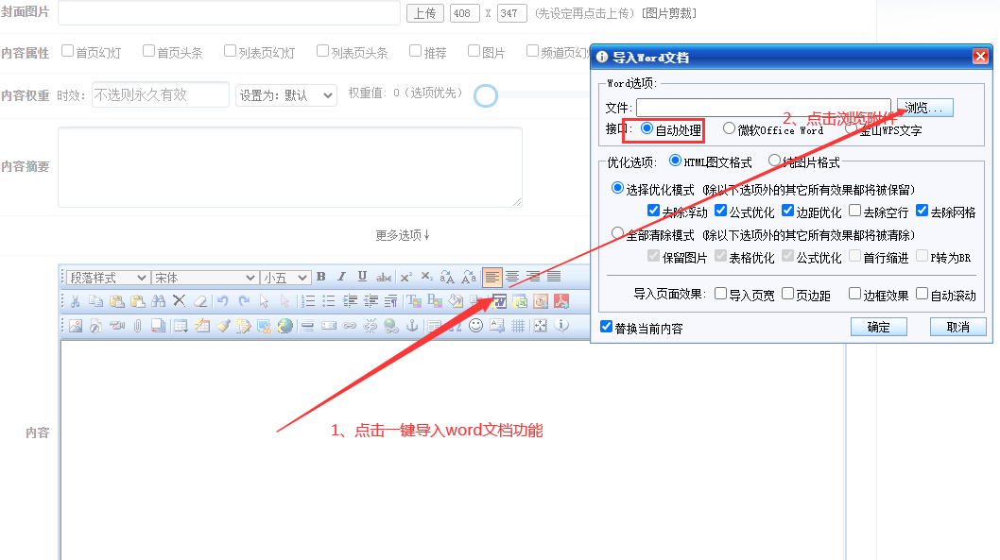 封面图片 上传 408 X 347 (先设定再点击上传) [图片剪裁]
内容属性 首页幻灯 首页头条 列表页幻灯 列表页头条 推荐 图片 频道页幻
内容权重 时效: 不选则永久有效 设置为: 默认 权重值: 0 (选项优先)
内容摘要
更多选项↓
段落样式 宋体 小五
内容
1、点击一键导入word文档功能
导入Word文档
Word选项:
文件: 浏览...
2、点击浏览附件
接口: 自动处理 微软Office Word 金山WPS文字
优化选项: HTML图文格式 纯图片格式
选择优化模式 (除以下选项外的其它所有效果都将被保留)
去除浮动 公式优化 边距优化 去除空行 去除网格
全部清除模式 (除以下选项外的其它所有效果都将被清除)
保留图片 表格优化 公式优化 首行缩进 P转为BR
导入页面效果: 导入页宽 页边距 边框效果 自动滚动
替换当前内容 确定 取消